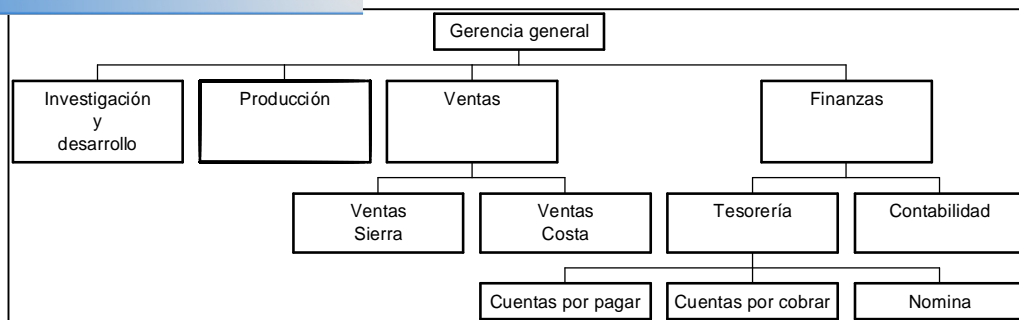 Gerencia general
Investigación
y
desarrollo
Producción
Ventas
Finanzas
Ventas
Sierra
Ventas
Costa
Tesorería
Contabilidad
Cuentas por pagar
Cuentas por cobrar
Nomina